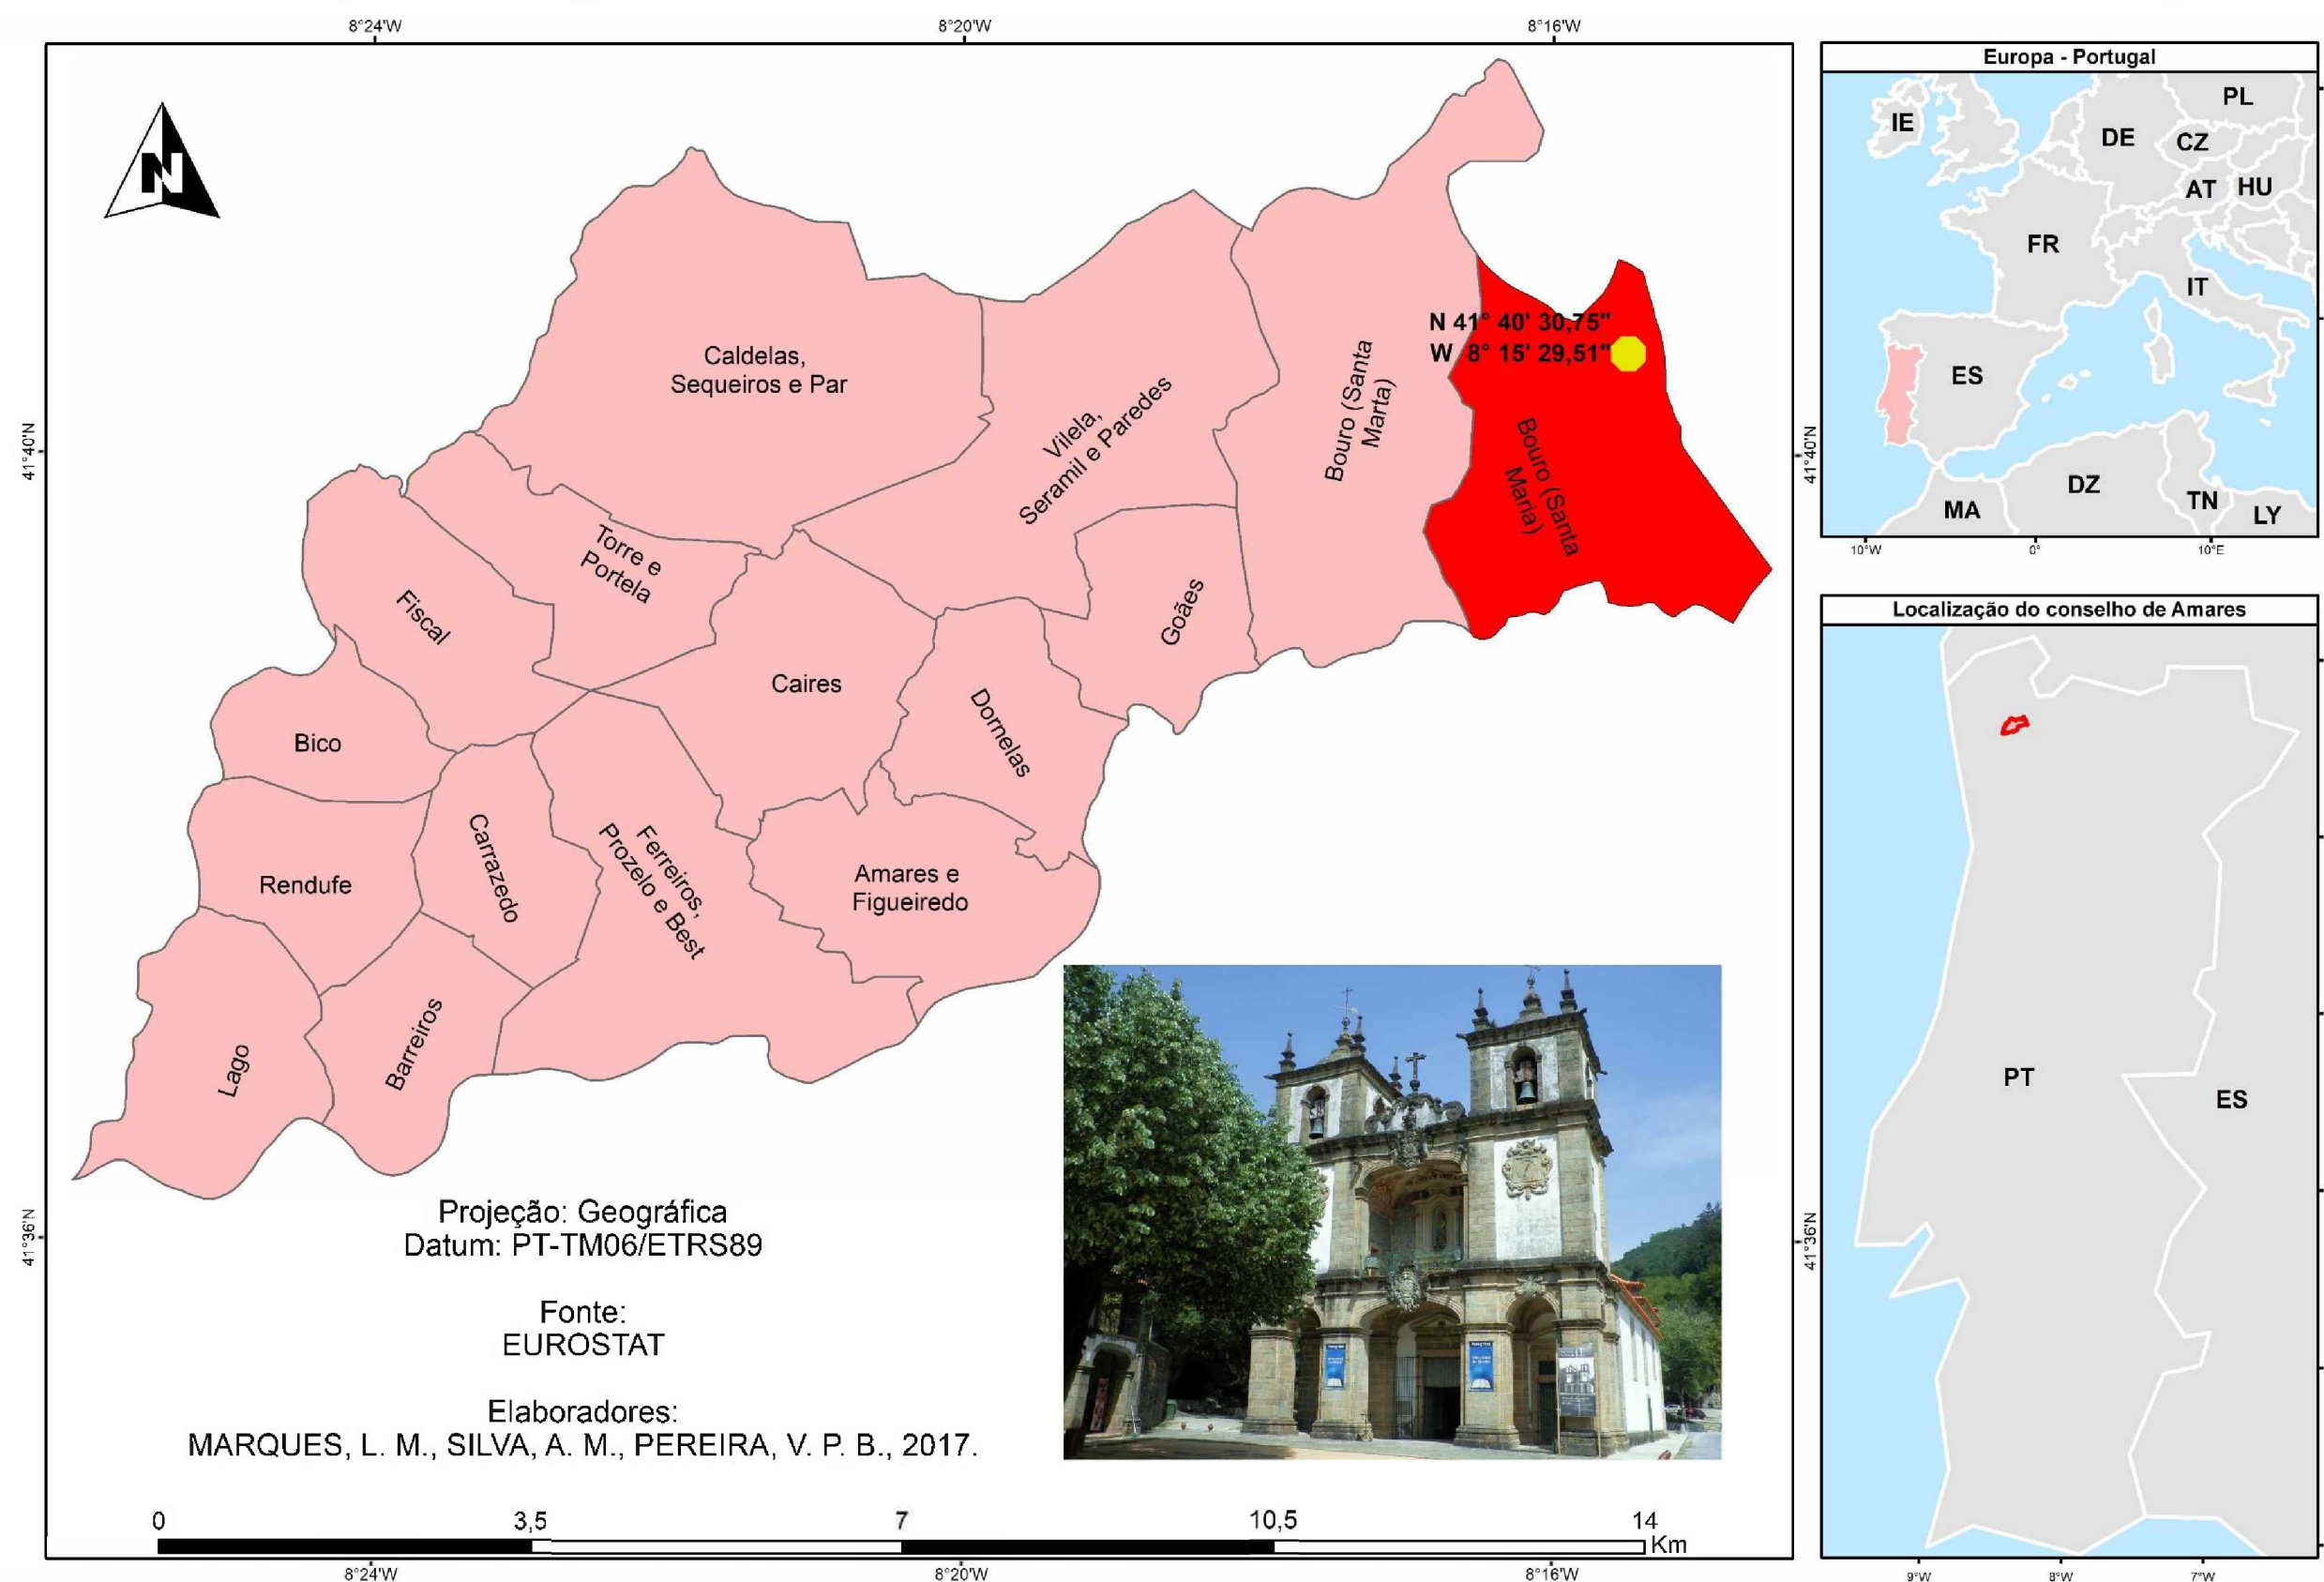 8°24'W
8°20'W
8°16'W
N
41°40'N
41°36'N
Caldelas,
Sequeiros e Par
Vilela,
Seramil e Paredes
Bouro (Santa
Marta)
N 41° 40' 30,75"
W  8° 15' 29,51"
Bouro (Santa
Maria)
Torre e
Portela
Fiscal
Goães
Caires
Dornelas
Bico
Rendufe
Carrazedo
Ferreiros,
Prozelo e Best
Amares e
Figueiredo
Lago
Barreiros
Projeção: Geográfica
Datum: PT-TM06/ETRS89
Fonte:
EUROSTAT
Elaboradores:
MARQUES, L. M., SILVA, A. M., PEREIRA, V. P. B., 2017.
0
3,5
7
10,5
14
Km
8°24'W
8°20'W
8°16'W
41°40'N
41°36'N
Europa - Portugal
IE
PL
DE
CZ
AT
HU
FR
IT
ES
DZ
MA
TN
LY
10°W
0°
10°E
Localização do conselho de Amares
PT
ES
9°W
8°W
7°W